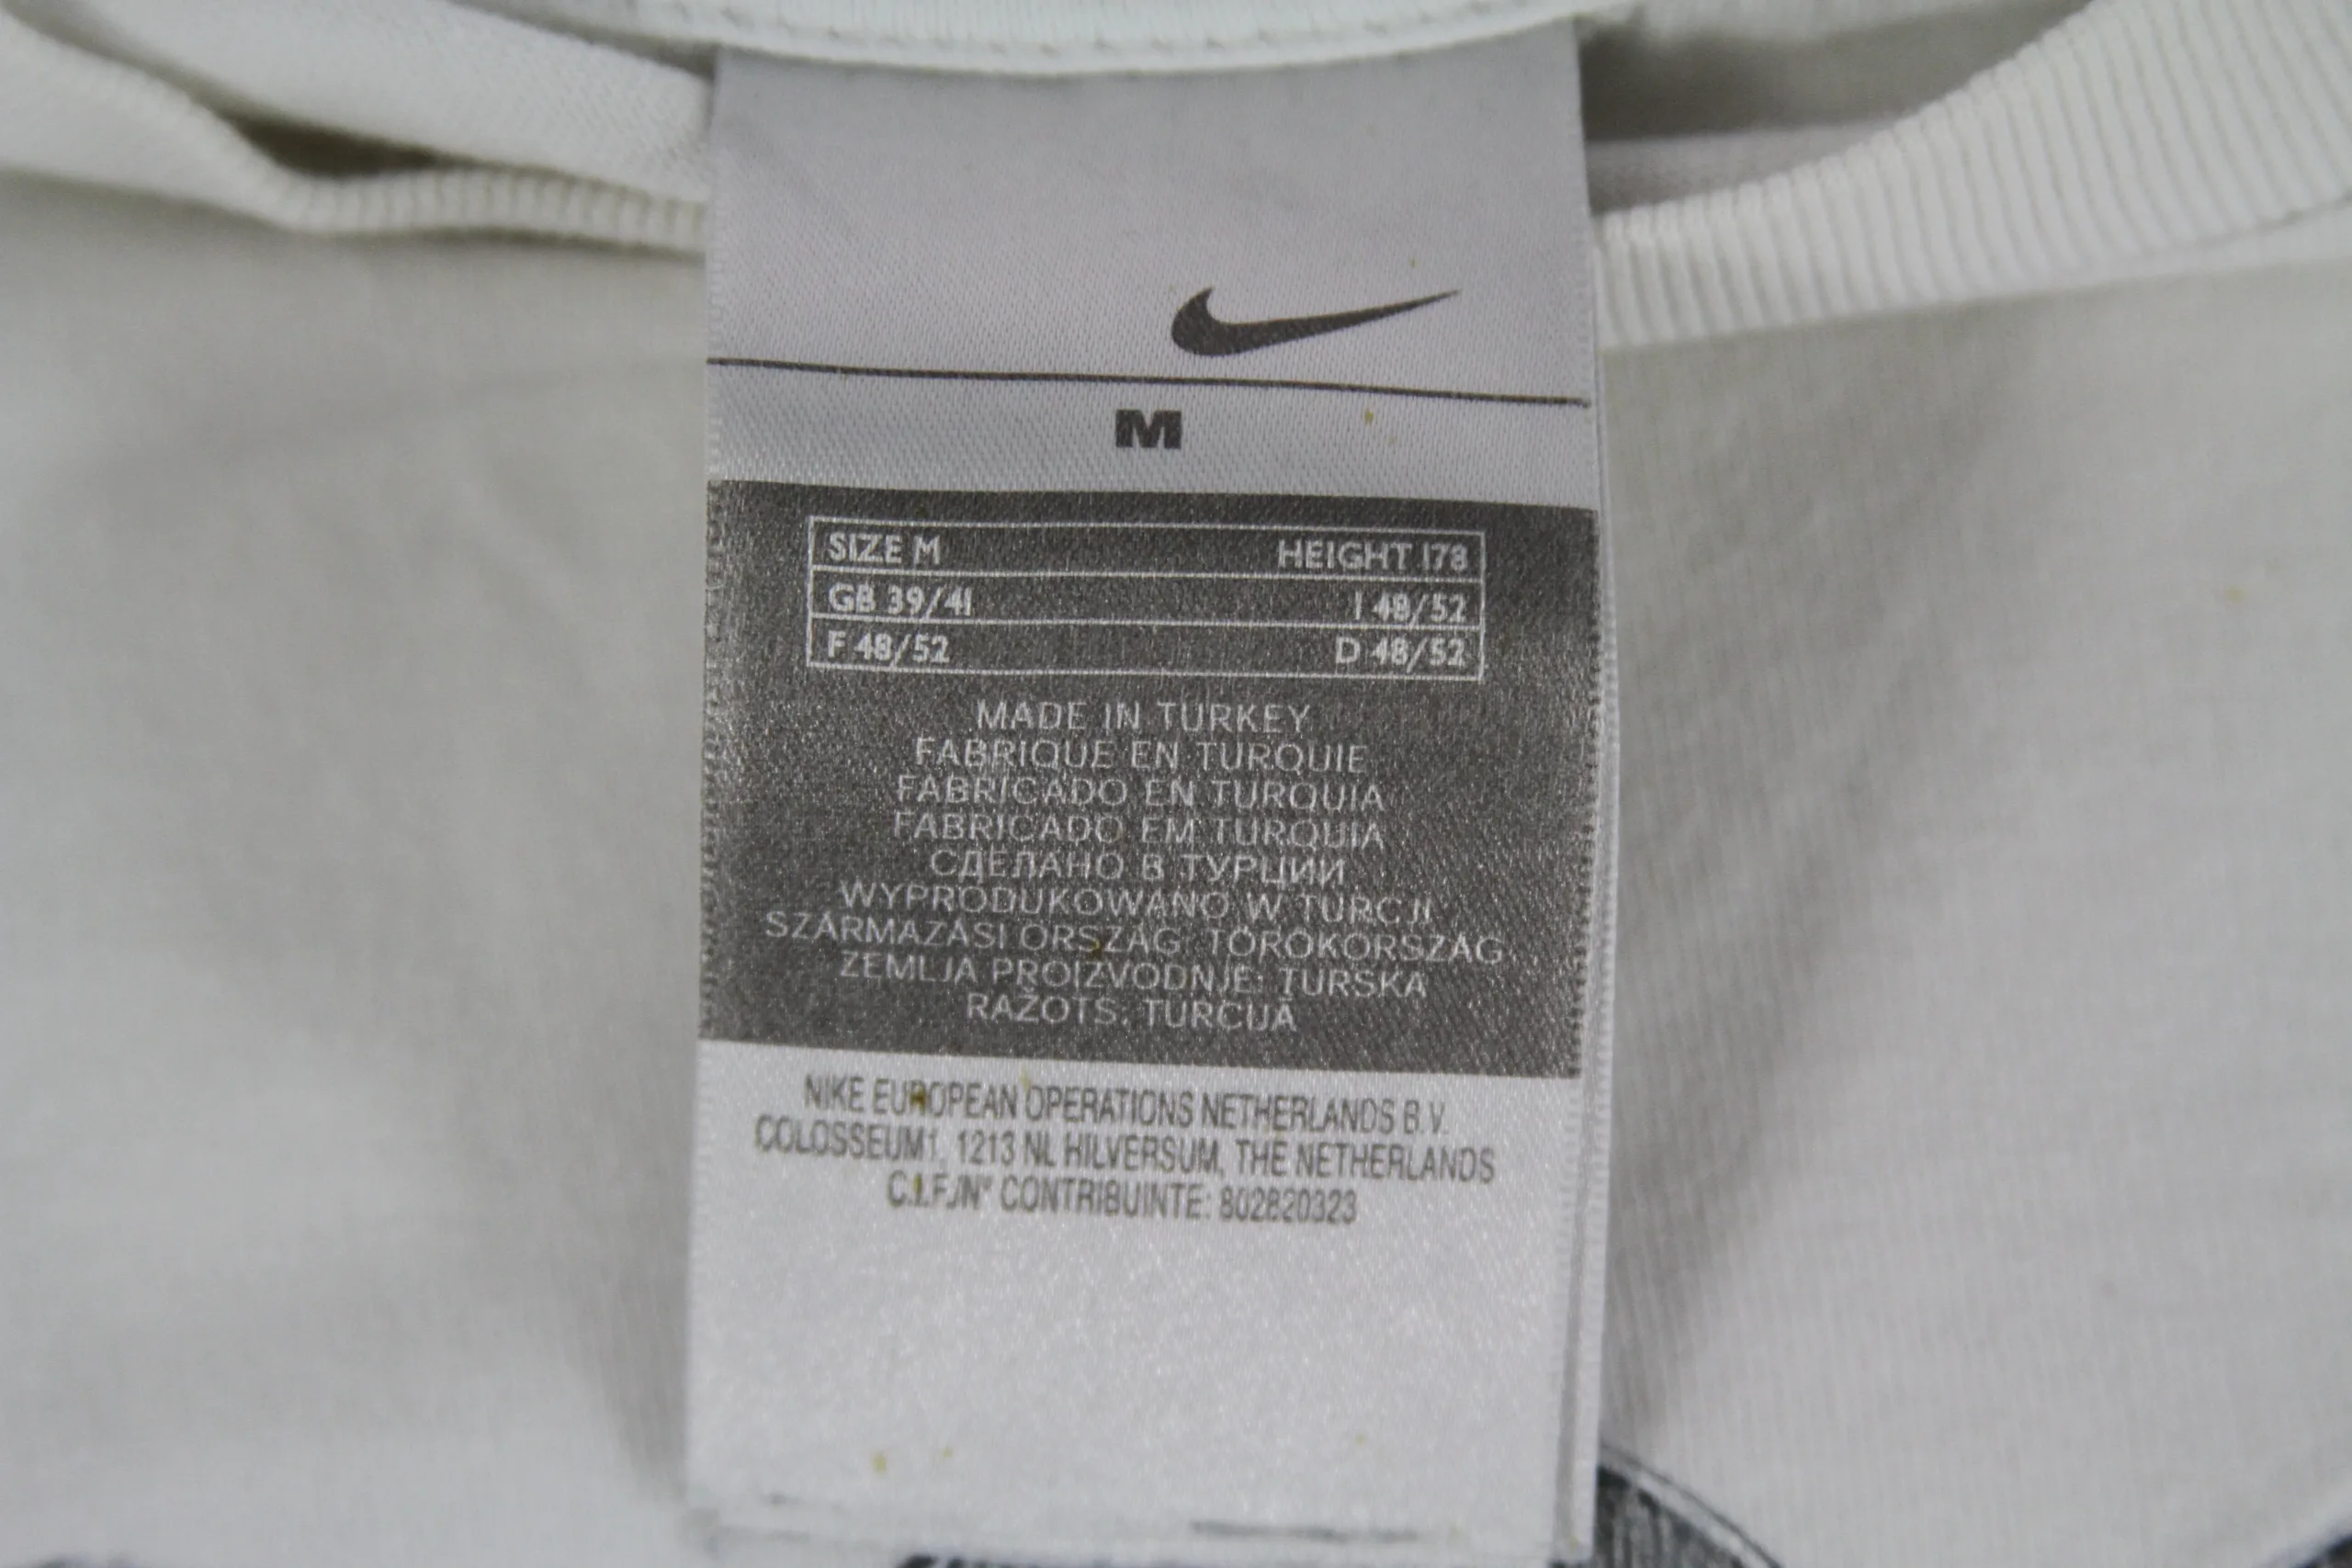 M
SIZE M HEIGHT 178
GB 39/41 I 48/52
F 48/52 D 48/52
MADE IN TURKEY
FABRIQUE EN TURQUIE
FABRICADO EN TURQUIA
FABRICADO EM TURQUIA
СДЕЛАНО В ТУРЦИИ
WYPRODUKOWANO W TURCJI
SZÁRMAZÁSI ORSZÁG: TÖRÖKORSZÁG
ZEMLJA PROIZVODNJE: TURSKA
RAŽOTS: TURCIJĀ
NIKE EUROPEAN OPERATIONS NETHERLANDS B.V.
COLOSSEUM1, 1213 NL HILVERSUM, THE NETHERLANDS
C.I.F./N° CONTRIBUINTE: 802820323